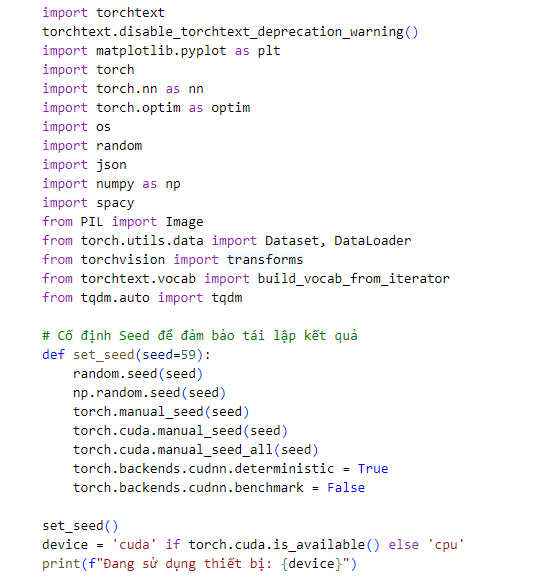 import torchtext
torchtext.disable_torchtext_deprecation_warning()
import matplotlib.pyplot as plt
import torch
import torch.nn as nn
import torch.optim as optim
import os
import random
import json
import numpy as np
import spacy
from PIL import Image
from torch.utils.data import Dataset, DataLoader
from torchvision import transforms
from torchtext.vocab import build_vocab_from_iterator
from tqdm.auto import tqdm

# Cố định Seed để đảm bảo tái lập kết quả
def set_seed(seed=59):
    random.seed(seed)
    np.random.seed(seed)
    torch.manual_seed(seed)
    torch.cuda.manual_seed(seed)
    torch.cuda.manual_seed_all(seed)
    torch.backends.cudnn.deterministic = True
    torch.backends.cudnn.benchmark = False

set_seed()
device = 'cuda' if torch.cuda.is_available() else 'cpu'
print(f"Đang sử dụng thiết bị: {device}")